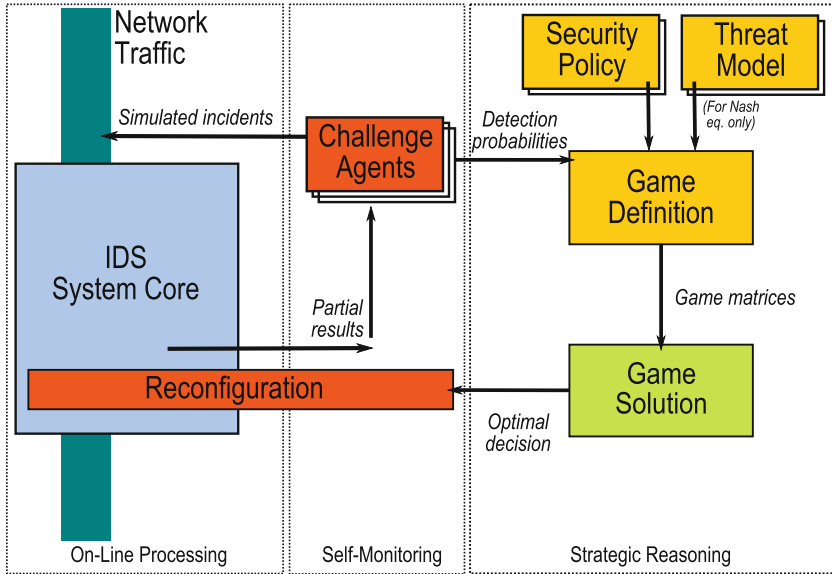 Network
Traffic
Simulated incidents
Challenge
Agents
Detection
probabilities
Security
Policy
Threat
Model
(For Nash
eq. only)
Game
Definition
IDS
System Core
Partial
results
Game matrices
Reconfiguration
Game
Solution
Optimal
decision
On-Line Processing
Self-Monitoring
Strategic Reasoning